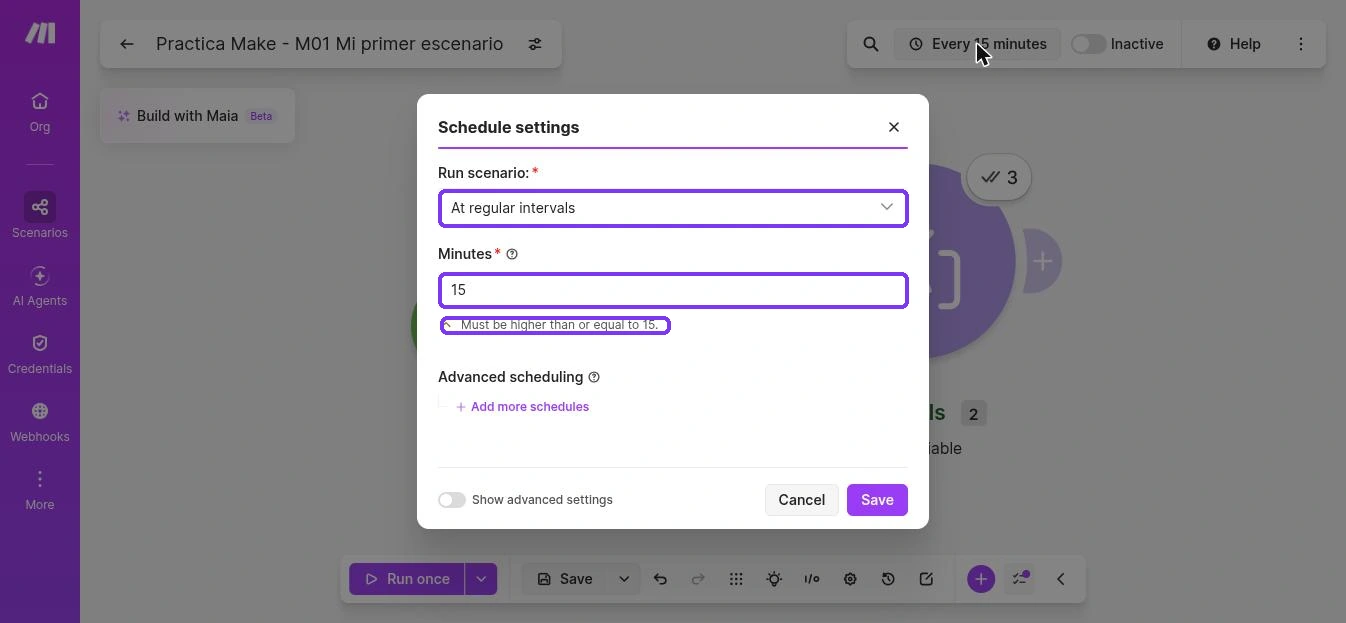 Practica Make - M01 Mi primer escenario
Every 15 minutes
Inactive
Help
Build with Maia Beta
Org
Scenarios
AI Agents
Credentials
Webhooks
More
Schedule settings
Run scenario: *
At regular intervals
Minutes *
15
Must be higher than or equal to 15.
Advanced scheduling
+ Add more schedules
Show advanced settings
Cancel
Save
3
ls 2
iable
Run once
Save